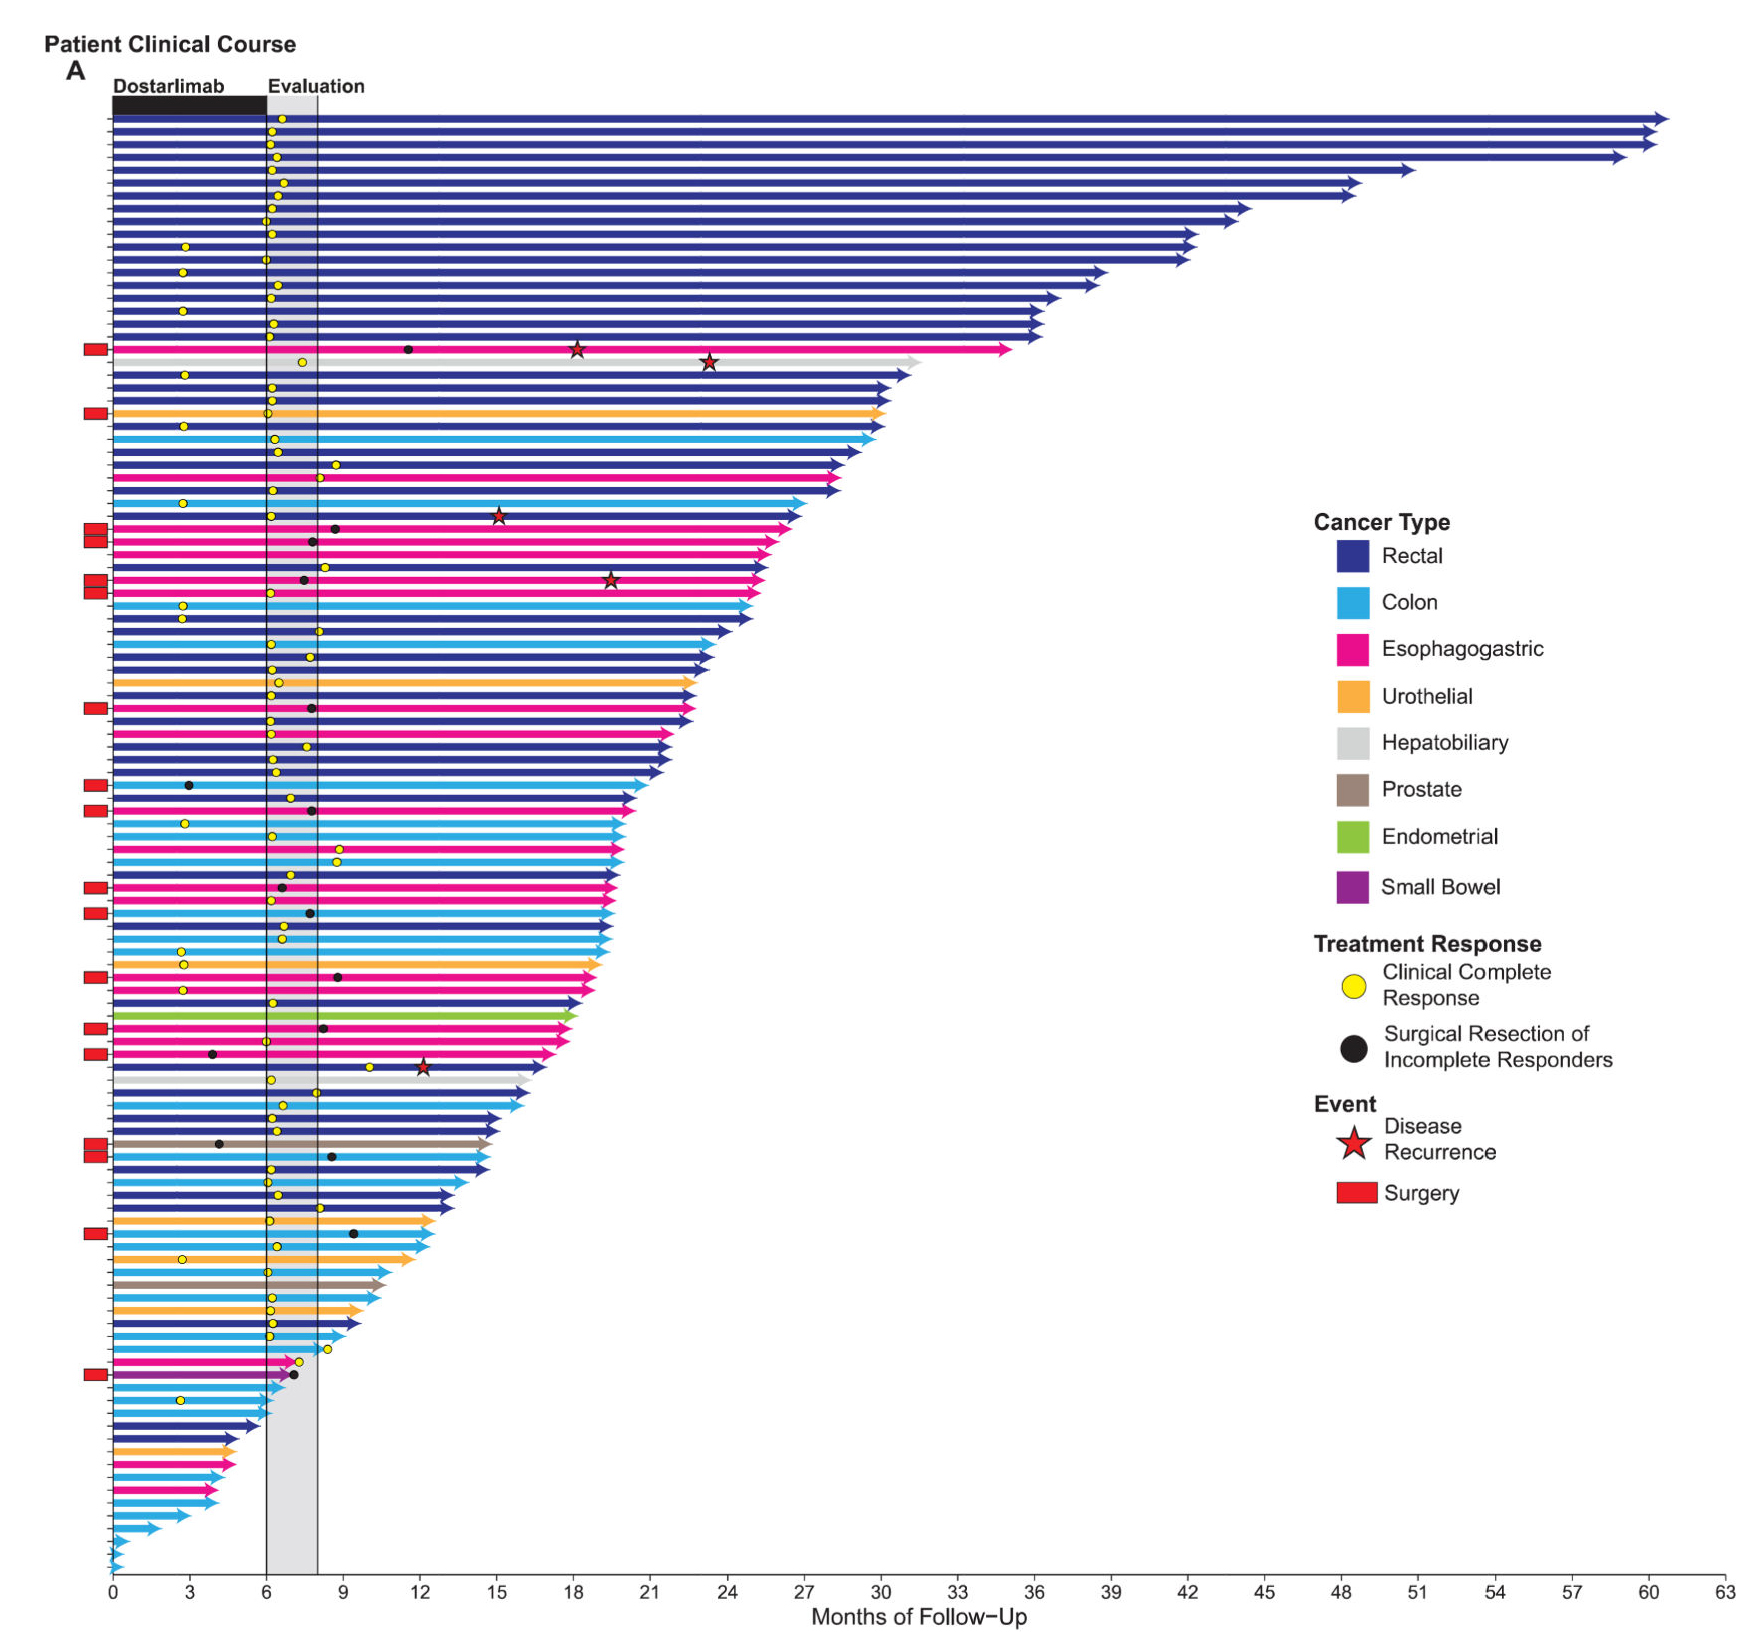 Patient Clinical Course
A
Dostarlimab Evaluation
Cancer Type
Rectal
Colon
Esophagogastric
Urothelial
Hepatobiliary
Prostate
Endometrial
Small Bowel
Treatment Response
Clinical Complete
Response
Surgical Resection of
Incomplete Responders
Event
Disease
Recurrence
Surgery
0 3 6 9 12 15 18 21 24 27 30 33 36 39 42 45 48 51 54 57 60 63
Months of Follow−Up